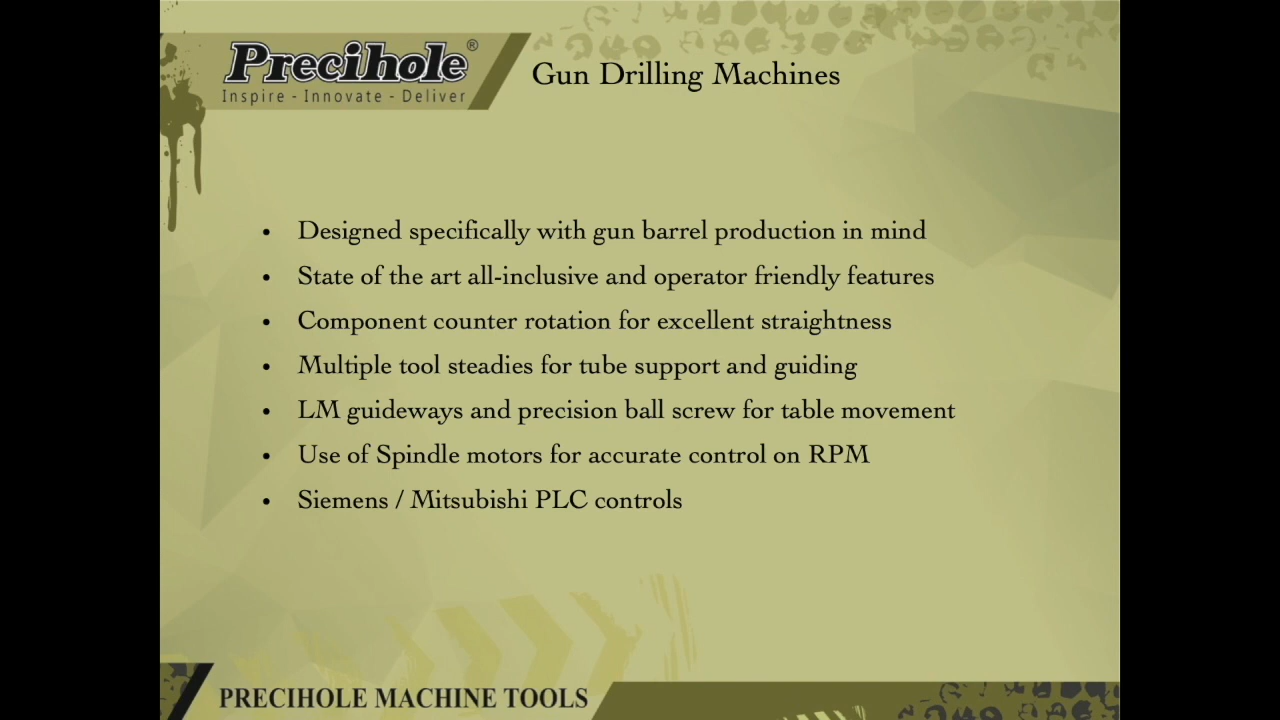 Precihole®
Inspire - Innovate - Deliver
Gun Drilling Machines
• Designed specifically with gun barrel production in mind
• State of the art all-inclusive and operator friendly features
• Component counter rotation for excellent straightness
• Multiple tool steadies for tube support and guiding
• LM guideways and precision ball screw for table movement
• Use of Spindle motors for accurate control on RPM
• Siemens / Mitsubishi PLC controls
PRECIHOLE MACHINE TOOLS